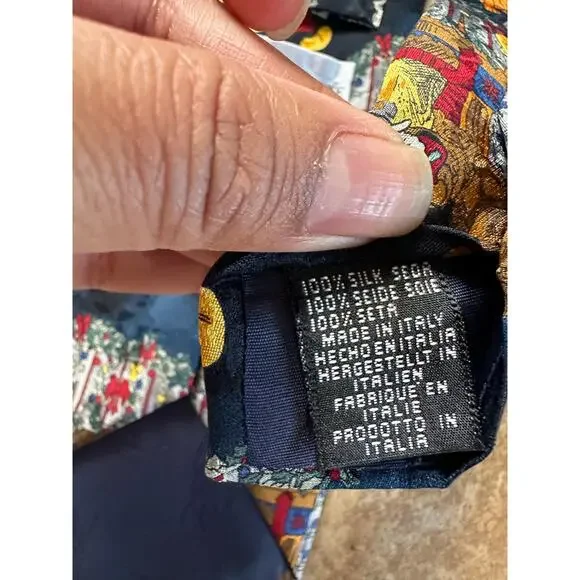 100% SILK SEDA
100% SEIDE SOIE
100% SETA
MADE IN ITALY
HECHO EN ITALIA
HERGESTELLT IN
ITALIEN
FABRIQUE EN
ITALIE
PRODOTTO IN
ITALIA